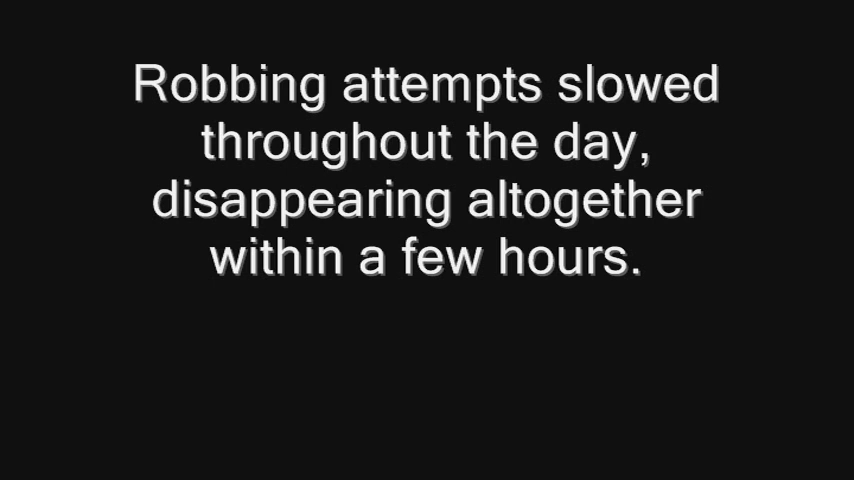 Robbing attempts slowed
throughout the day,
disappearing altogether
within a few hours.